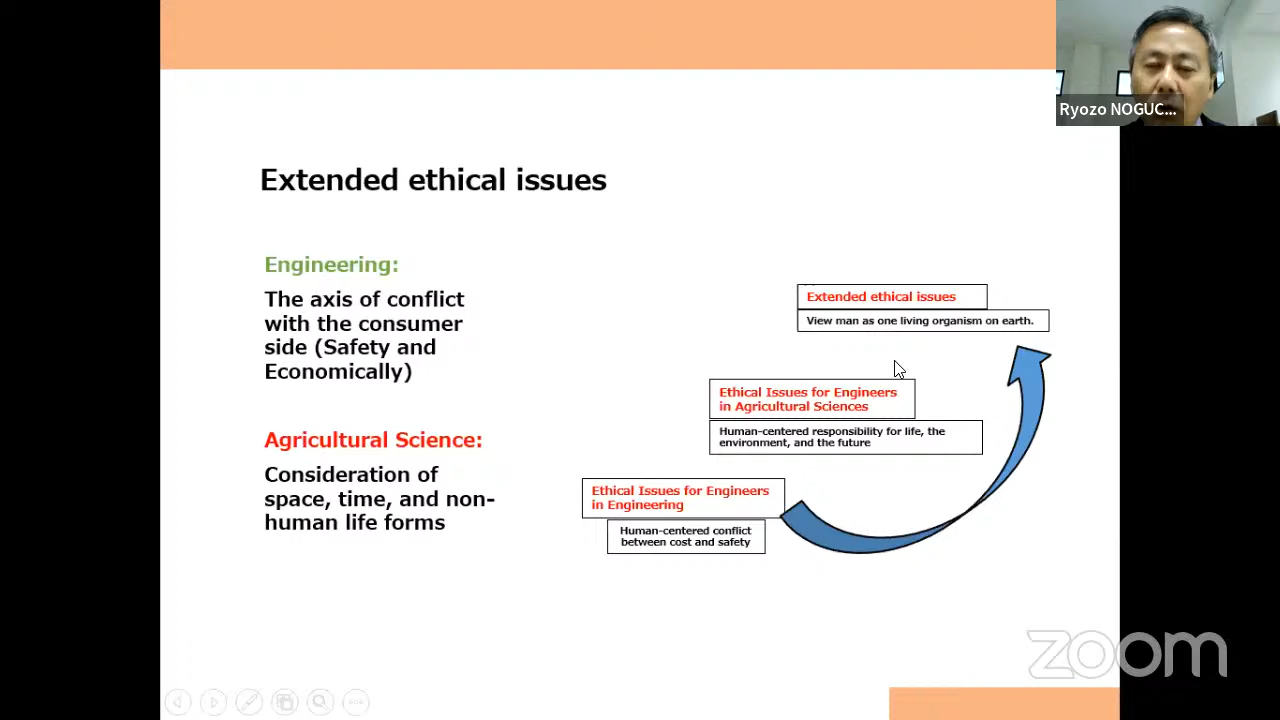 Ryozo NOGUC...
Extended ethical issues
Engineering:
The axis of conflict
with the consumer
side (Safety and
Economically)
Agricultural Science:
Consideration of
space, time, and non-
human life forms
Extended ethical issues
View man as one living organism on earth.
Ethical Issues for Engineers
in Agricultural Sciences
Human-centered responsibility for life, the
environment, and the future
Ethical Issues for Engineers
in Engineering
Human-centered conflict
between cost and safety
zoom